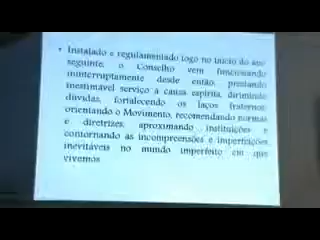 • Instalado e regulamentado logo no início do ano
seguinte, o Conselho vem funcionando
ininterruptamente desde então, prestando
inestimável serviço à causa espírita, dirimindo
dúvidas, fortalecendo os laços fraternos,
orientando o Movimento, recomendando normas
e diretrizes, aproximando instituições e
contornando as incompreensões e imperfeições
inevitáveis no mundo imperfeito em que
vivemos